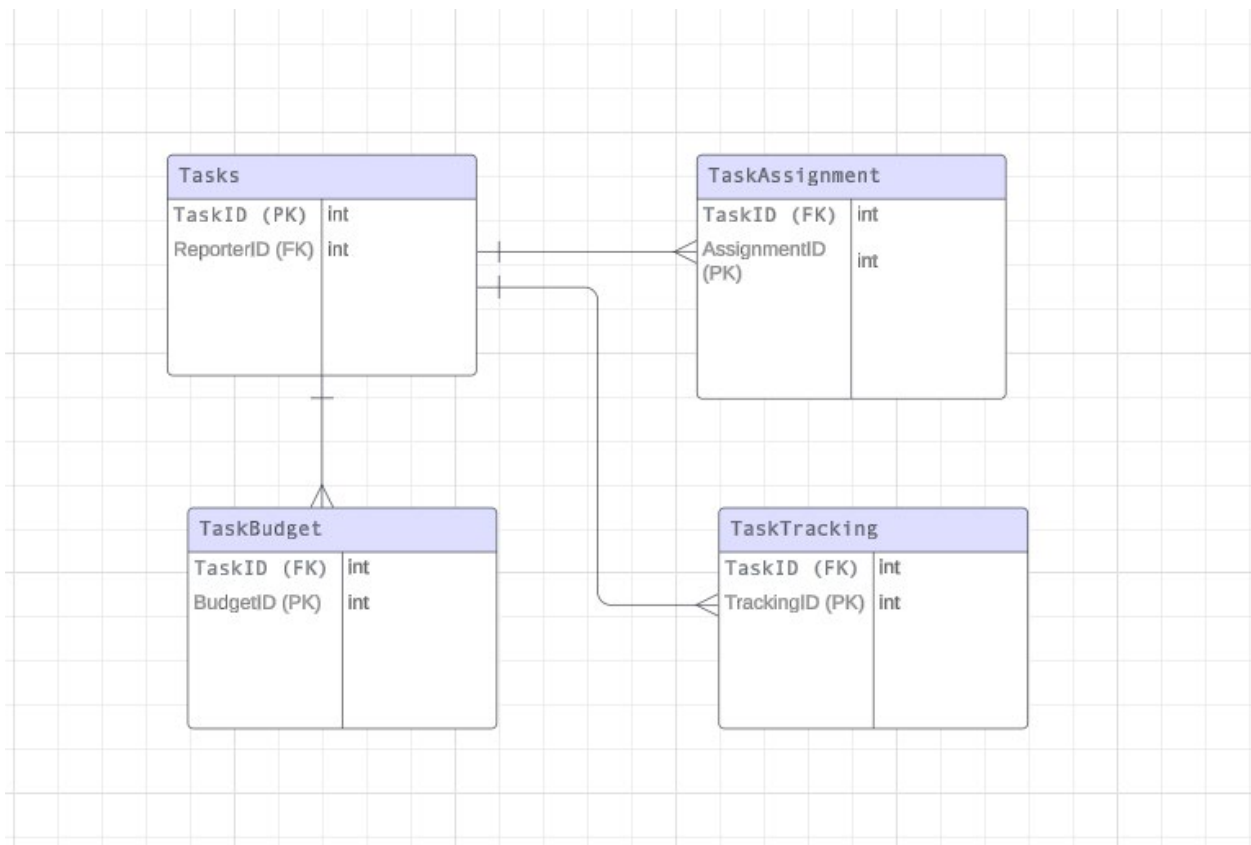 Tasks
TaskID (PK) int
ReporterID (FK) int
TaskAssignment
TaskID (FK) int
AssignmentID
(PK) int
TaskBudget
TaskID (FK) int
BudgetID (PK) int
TaskTracking
TaskID (FK) int
TrackingID (PK) int